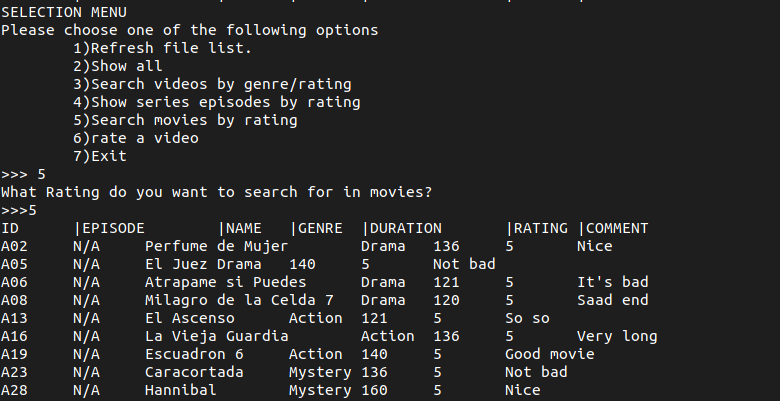 SELECTION MENU
Please choose one of the following options
1)Refresh file list.
2)Show all
3)Search videos by genre/rating
4)Show series episodes by rating
5)Search movies by rating
6)rate a video
7)Exit
>>> 5
What Rating do you want to search for in movies?
>>>5
ID |EPISODE |NAME |GENRE |DURATION |RATING |COMMENT
A02 N/A Perfume de Mujer Drama 136 5 Nice
A05 N/A El Juez Drama 140 5 Not bad
A06 N/A Atrapame si Puedes Drama 121 5 It's bad
A08 N/A Milagro de la Celda 7 Drama 120 5 Saad end
A13 N/A El Ascenso Action 121 5 So so
A16 N/A La Vieja Guardia Action 136 5 Very long
A19 N/A Escuadron 6 Action 140 5 Good movie
A23 N/A Caracortada Mystery 136 5 Not bad
A28 N/A Hannibal Mystery 160 5 Nice